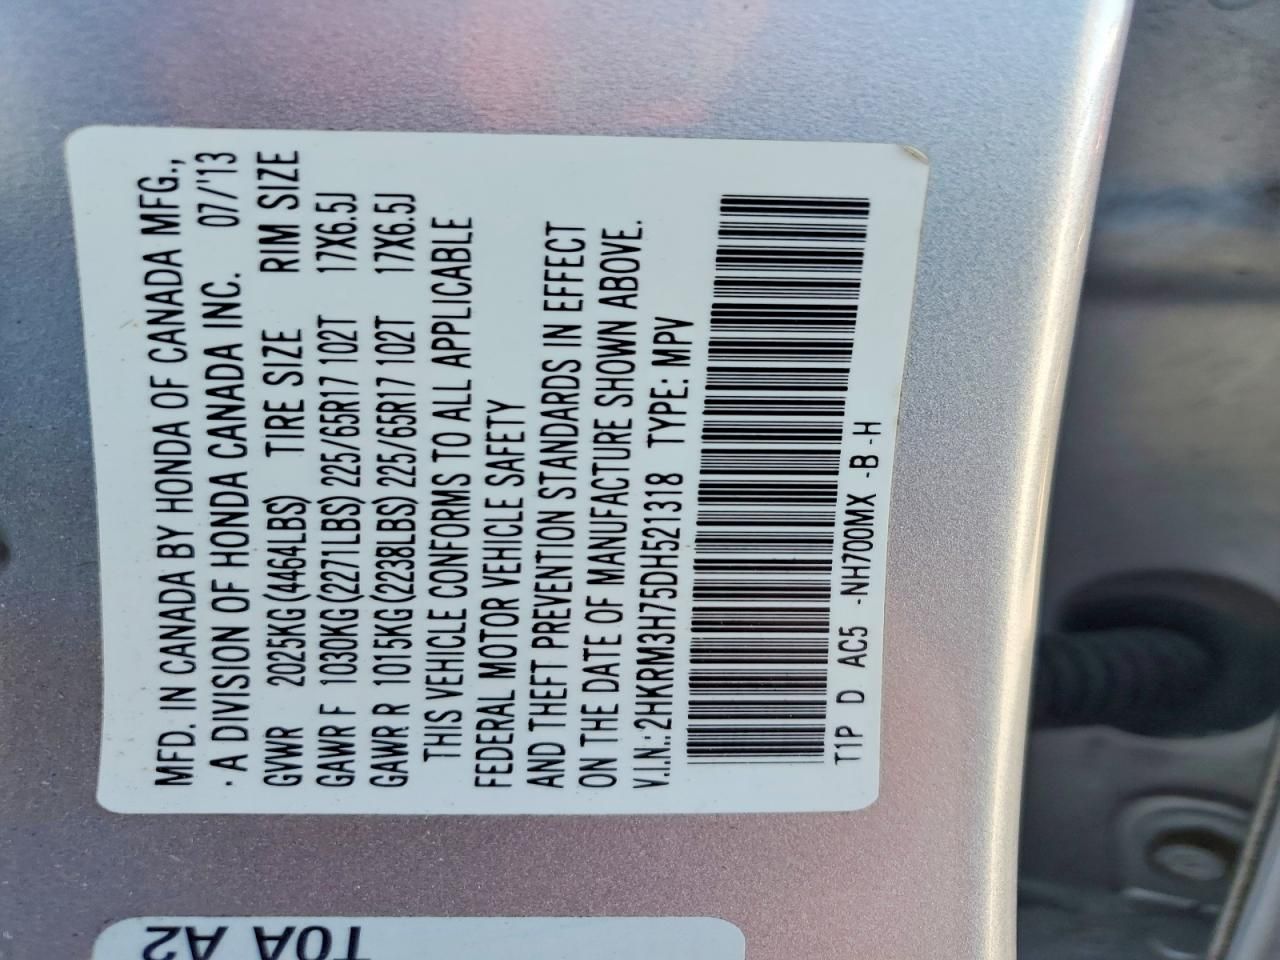 MFD. IN CANADA BY HONDA OF CANADA MFG.,
· A DIVISION OF HONDA CANADA INC. 07/'13
GVWR 2025KG (4464LBS) TIRE SIZE RIM SIZE
GAWR F 1030KG (2271LBS) 225/65R17 102T 17X6.5J
GAWR R 1015KG (2238LBS) 225/65R17 102T 17X6.5J
THIS VEHICLE CONFORMS TO ALL APPLICABLE
FEDERAL MOTOR VEHICLE SAFETY
AND THEFT PREVENTION STANDARDS IN EFFECT
ON THE DATE OF MANUFACTURE SHOWN ABOVE.
V.I.N.: 2HKRM3H75DH521318 TYPE: MPV
T1P D AC5 -NH700MX -B -H
T0A A2